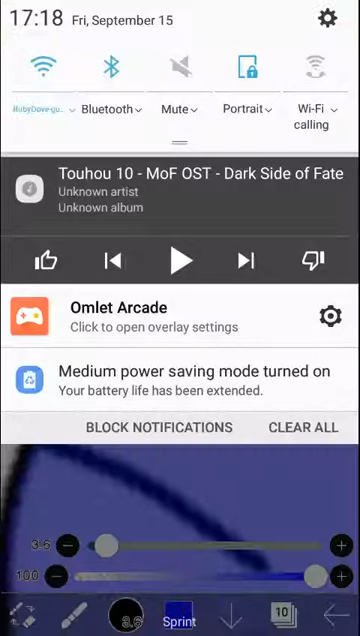 17:18 Fri, September 15
RubyDove-gu..
Bluetooth
Mute
Portrait
Wi-Fi calling
Touhou 10 - MoF OST - Dark Side of Fate
Unknown artist
Unknown album
Omlet Arcade
Click to open overlay settings
Medium power saving mode turned on
Your battery life has been extended.
BLOCK NOTIFICATIONS CLEAR ALL
3.6
100
3.6
Sprint
10